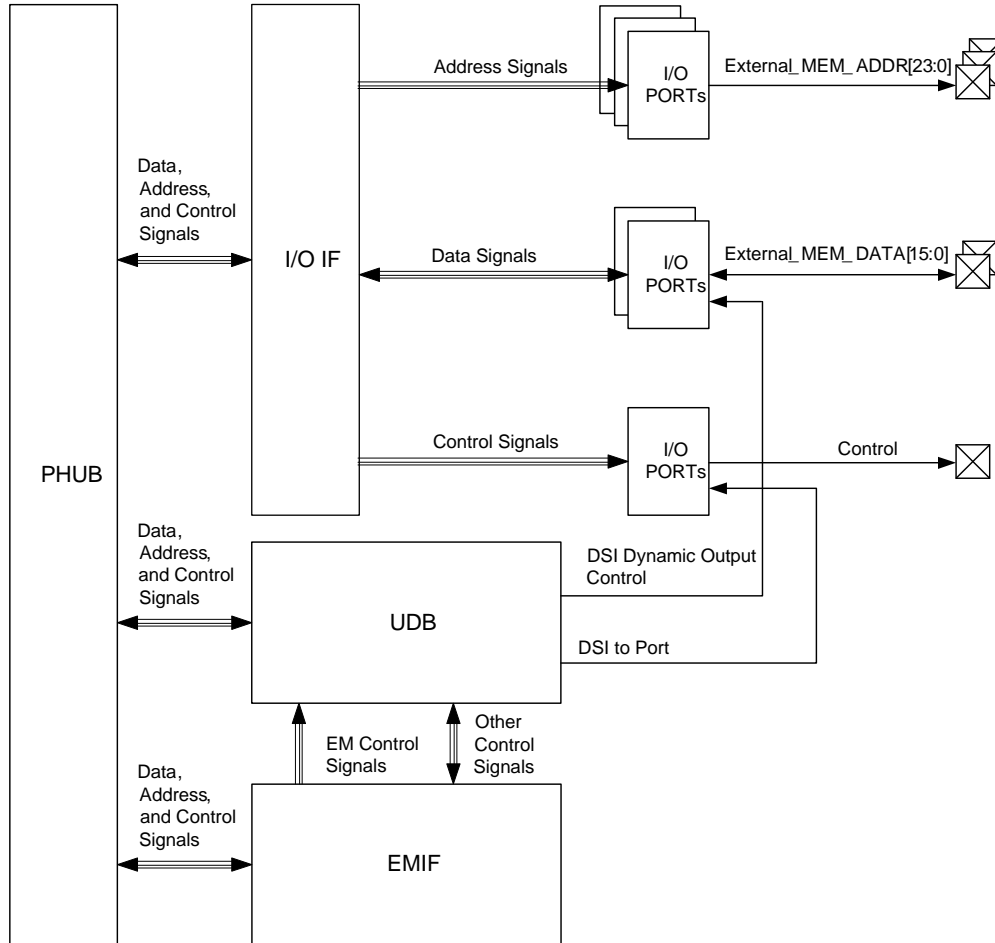 Address Signals
I/O
PORTs
External_MEM_ADDR[23:0]
Data,
Address,
and Control
Signals
I/O IF
Data Signals
I/O
PORTs
External_MEM_DATA[15:0]
Control Signals
I/O
PORTs
Control
PHUB
Data,
Address,
and Control
Signals
UDB
DSI Dynamic Output
Control
DSI to Port
EM Control
Signals
Other
Control
Signals
Data,
Address,
and Control
Signals
EMIF